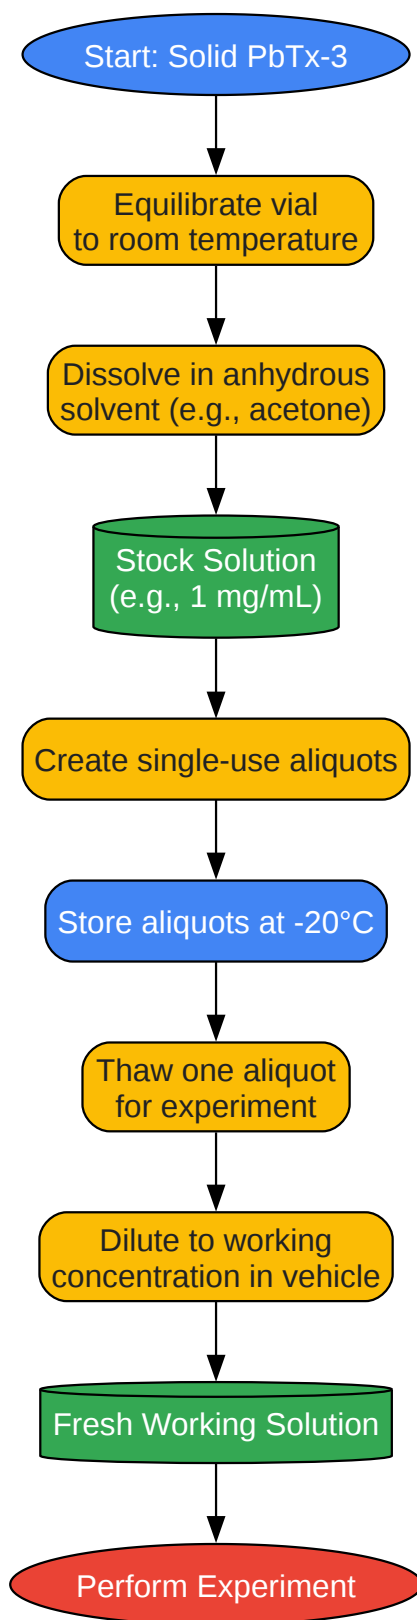 Start: Solid PbTx-3
Equilibrate vial
to room temperature
Dissolve in anhydrous
solvent (e.g., acetone)
Stock Solution
(e.g., 1 mg/mL)
Create single-use aliquots
Store aliquots at -20°C
Thaw one aliquot
for experiment
Dilute to working
concentration in vehicle
Fresh Working Solution
Perform Experiment